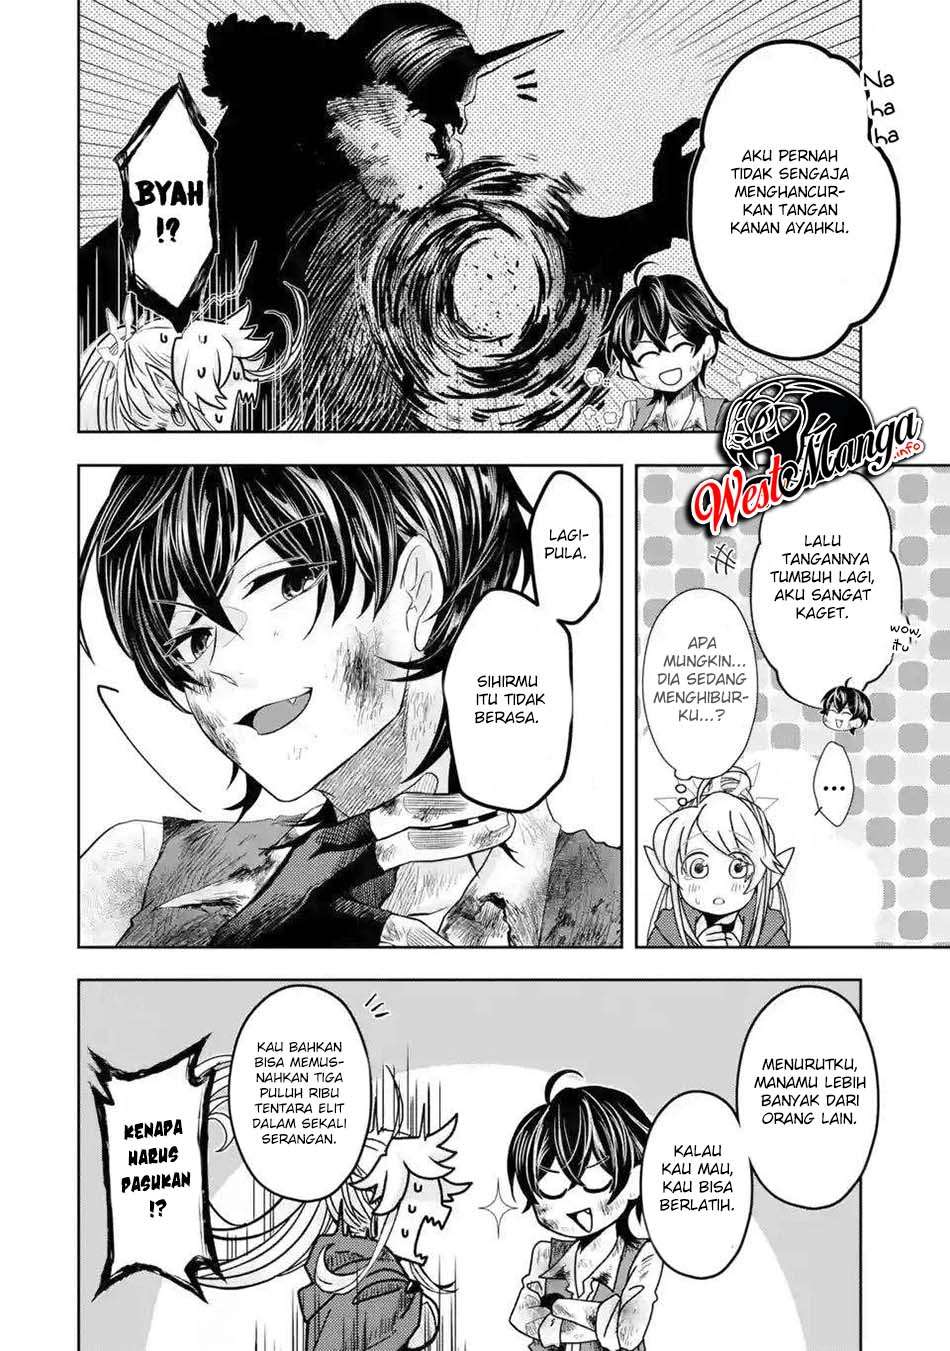 Na
ha
ha
AKU PERNAH
TIDAK SENGAJA
MENGHANCUR-
KAN TANGAN
KANAN AYAHKU.
BYAH
!?
WestManga
.info
LALU
TANGANNYA
TUMBUH LAGI,
AKU SANGAT
KAGET.
wow,
itu
APA
MUNGKIN...
DIA SEDANG
MENGHIBUR-
KU...?
...
LAGI-
PULA.
SIHIRMU
ITU TIDAK
BERASA.
MENURUTKU,
MANAMU LEBIH
BANYAK DARI
ORANG LAIN.
KALAU
KAU MAU,
KAU BISA
BERLATIH.
KAU BAHKAN
BISA MEMUS-
NAHKAN TIGA
PULUH RIBU
TENTARA ELIT
DALAM SEKALI
SERANGAN.
KENAPA
HARUS
PASUKAN
!?